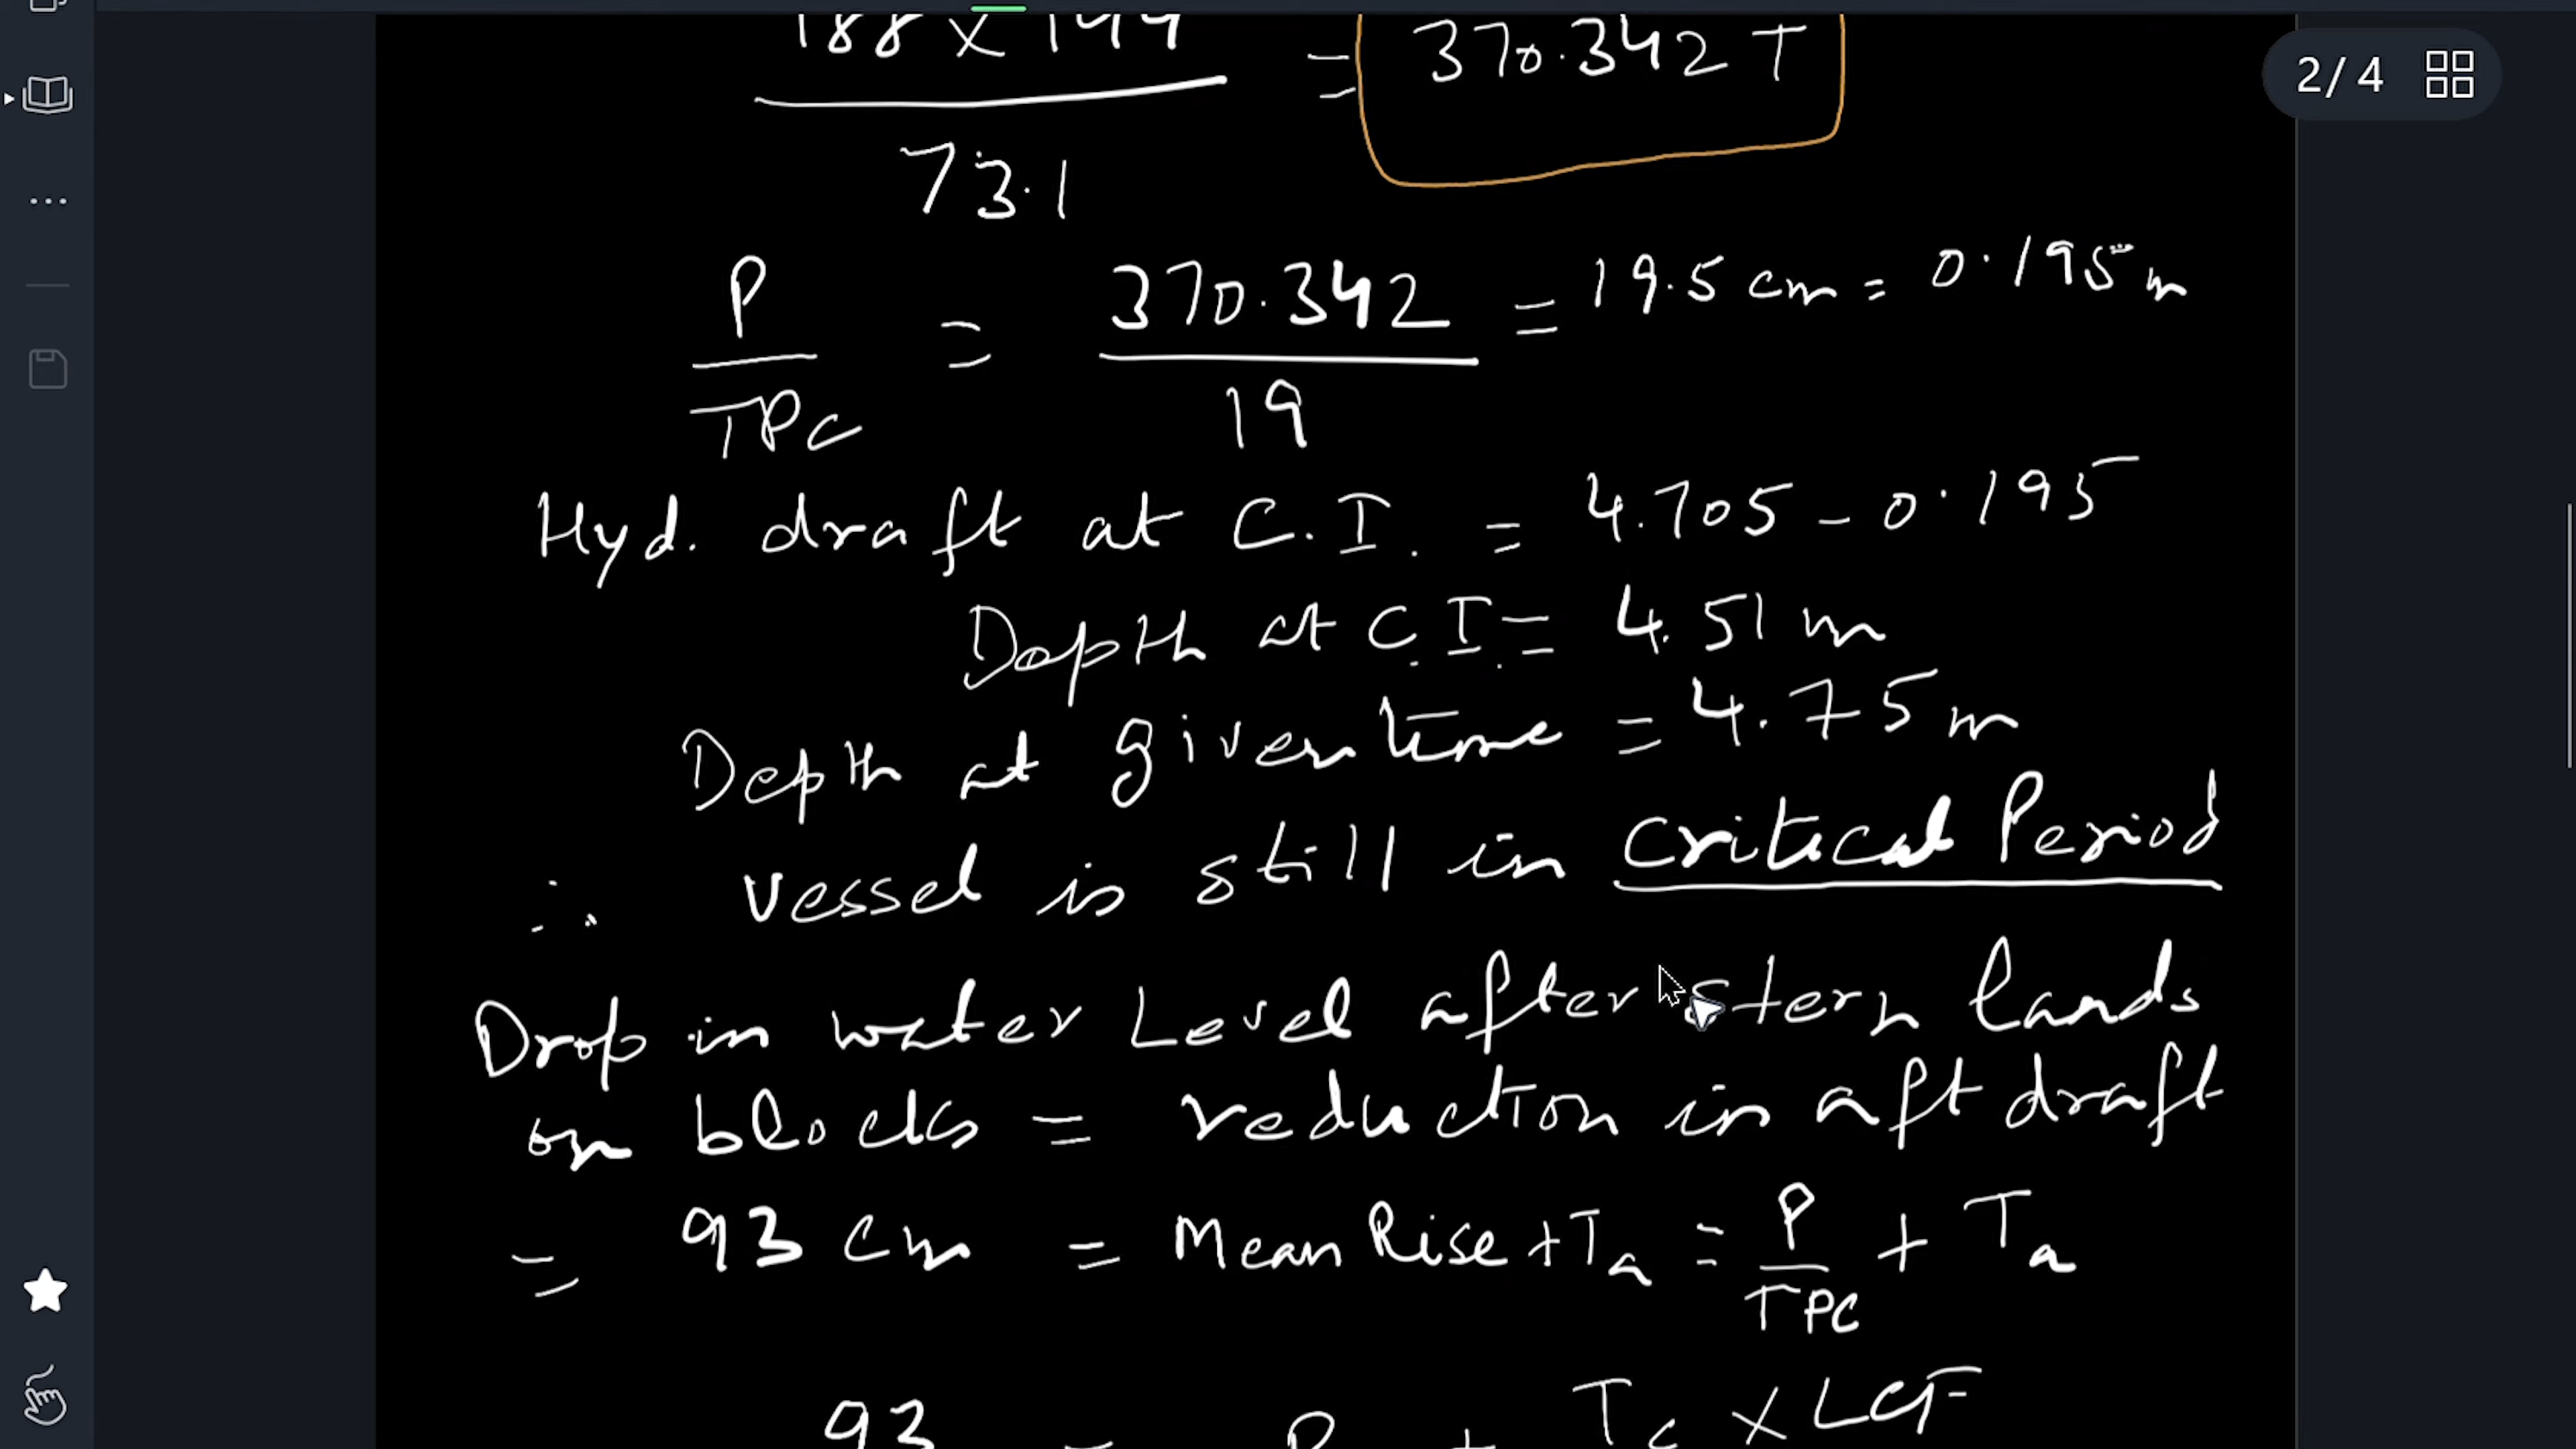 2/4
188 × 144
= 370.342 T
73.1
P = 370.342 = 19.5 cm = 0.195 m
TPC 19
Hyd. draft at C.I. = 4.705 - 0.195
Depth at C.I. = 4.51 m
Depth at given time = 4.75 m
∴ vessel is still in critical Period
Drop in water Level after stern lands
on blocks = reduction in aft draft
= 93 cm = Mean Rise + Ta = P + Ta
TPC
93 = P + Tc × LCF